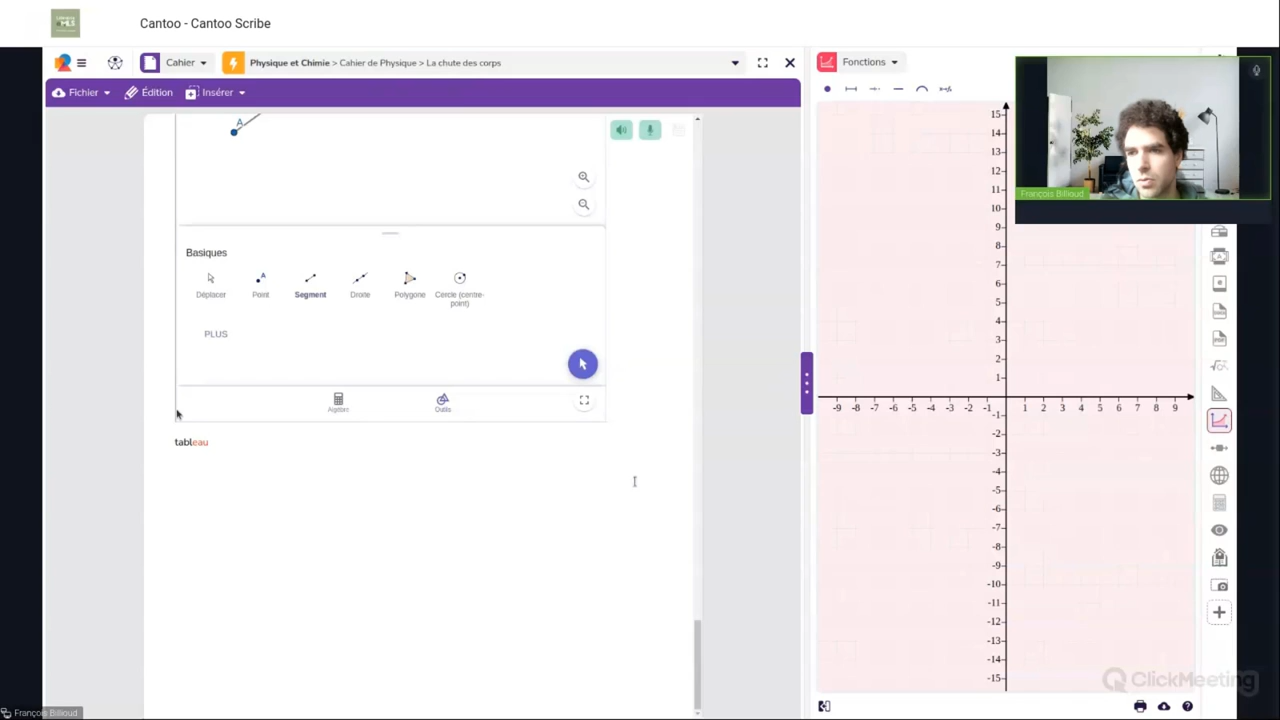 Cantoo - Cantoo Scribe
Cahier
Physique et Chimie > Cahier de Physique > La chute des corps
Fichier
Édition
Insérer
A
Basiques
Déplacer
A
Point
Segment
Droite
Polygone
Cercle (centre-
point)
PLUS
Algèbre
Outils
tableau
Fonctions
15
14
13
12
11
10
9
8
7
6
5
4
3
2
1
-9 -8 -7 -6 -5 -4 -3 -2 -1 1 2 3 4 5 6 7 8 9
-1
-2
-3
-4
-5
-6
-7
-8
-9
-10
-11
-12
-13
-14
-15
François Billoud
PDF
ClickMeeting
François Billoud